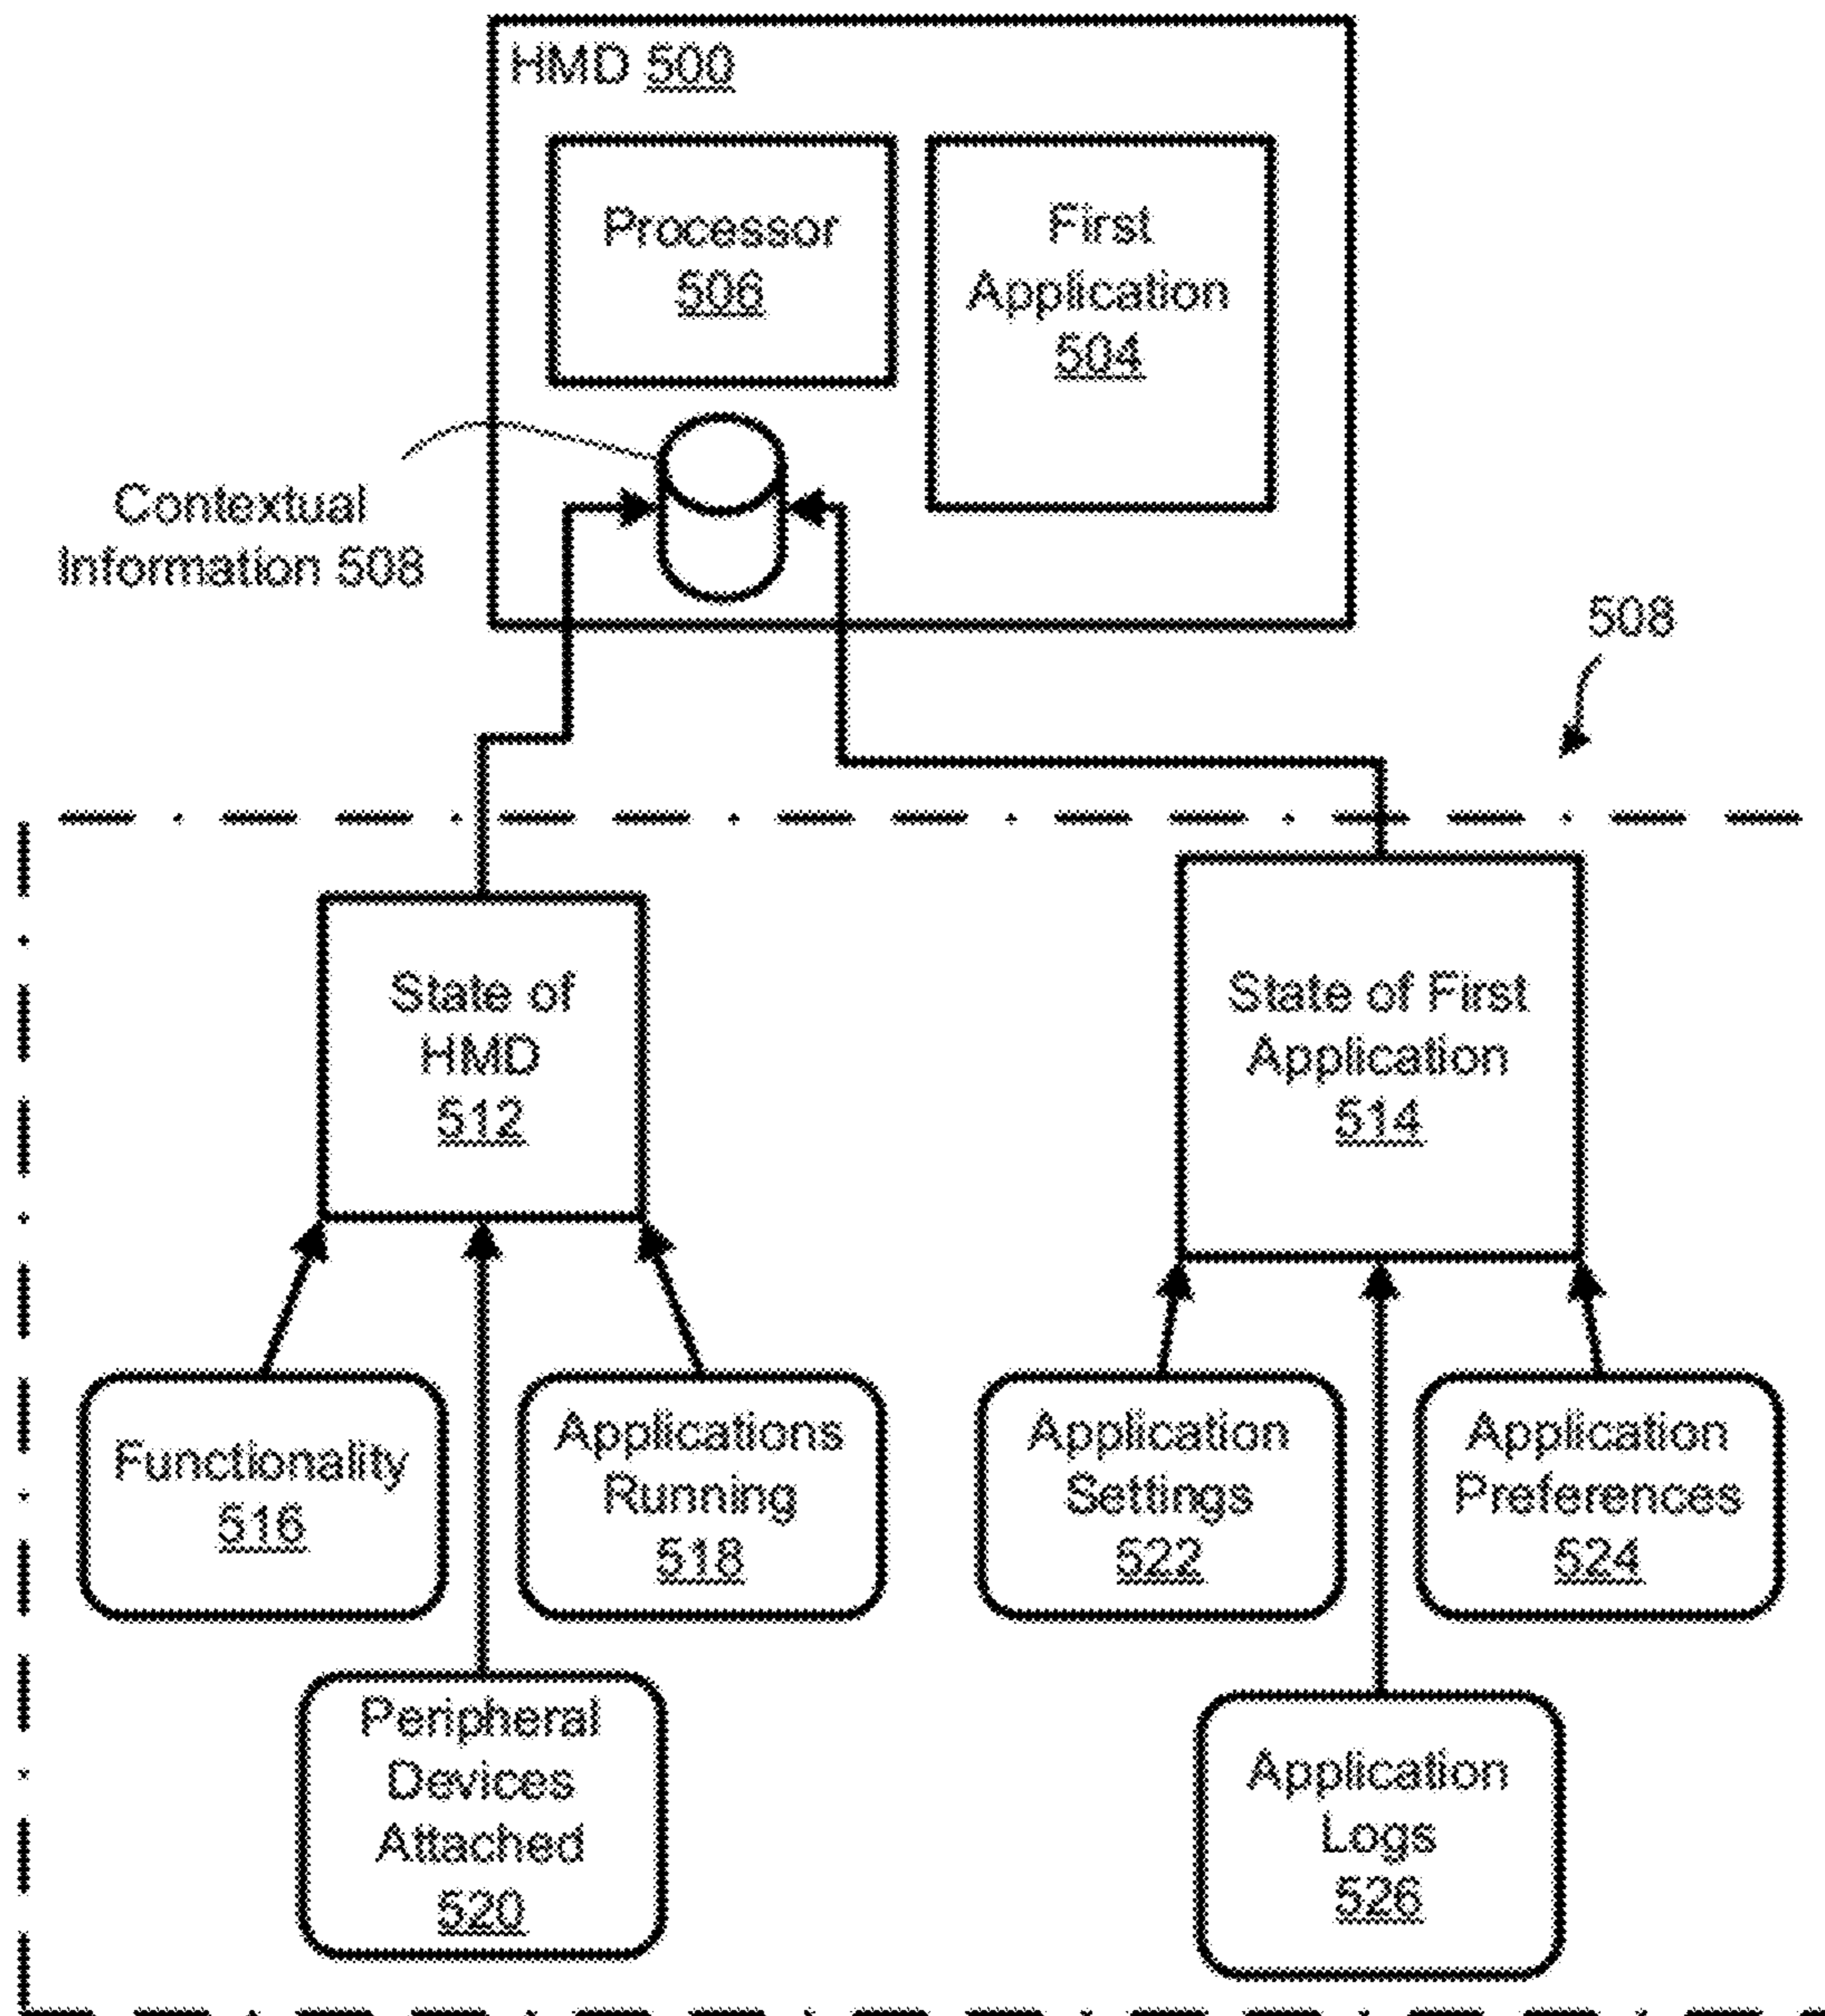 HMD 500
Processor
506
First
Application
504
Contextual
Information 508
508
State of
HMD
512
State of First
Application
514
Functionality
516
Applications
Running
518
Application
Settings
522
Application
Preferences
524
Peripheral
Devices
Attached
520
Application
Logs
526